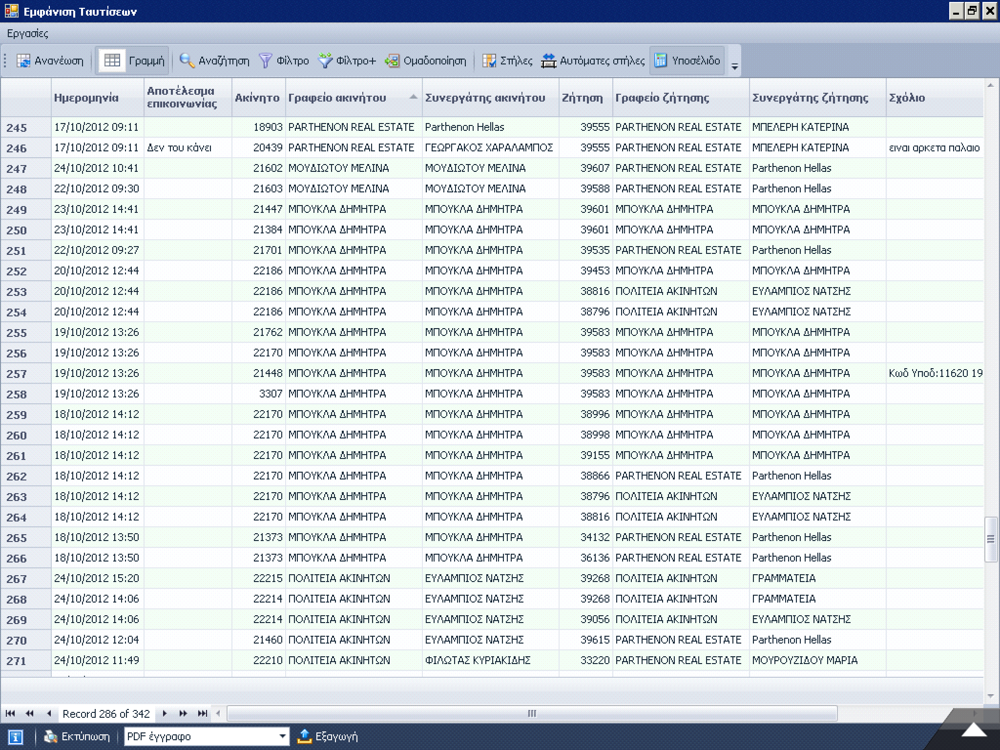 Εμφάνιση Ταυτίσεων
Εργασίες
Ανανέωση Γραμμή Αναζήτηση Φίλτρο Φίλτρο+ Ομαδοποίηση Στήλες Αυτόματες στήλες Υποσέλιδο
Ημερομηνία Αποτέλεσμα επικοινωνίας Ακίνητο Γραφείο ακινήτου Συνεργάτης ακινήτου Ζήτηση Γραφείο ζήτησης Συνεργάτης ζήτησης Σχόλιο
245 17/10/2012 09:11 18903 PARTHENON REAL ESTATE Parthenon Hellas 39555 PARTHENON REAL ESTATE ΜΠΕΛΕΡΗ ΚΑΤΕΡΙΝΑ
246 17/10/2012 09:11 Δεν του κάνει 20439 PARTHENON REAL ESTATE ΓΕΩΡΓΑΚΟΣ ΧΑΡΑΛΑΜΠΟΣ 39555 PARTHENON REAL ESTATE ΜΠΕΛΕΡΗ ΚΑΤΕΡΙΝΑ ειναι αρκετα παλαιο
247 24/10/2012 10:41 21602 ΜΟΥΔΙΩΤΟΥ ΜΕΛΙΝΑ ΜΟΥΔΙΩΤΟΥ ΜΕΛΙΝΑ 39607 PARTHENON REAL ESTATE Parthenon Hellas
248 22/10/2012 09:30 21603 ΜΟΥΔΙΩΤΟΥ ΜΕΛΙΝΑ ΜΟΥΔΙΩΤΟΥ ΜΕΛΙΝΑ 39588 PARTHENON REAL ESTATE Parthenon Hellas
249 23/10/2012 14:41 21447 ΜΠΟΥΚΛΑ ΔΗΜΗΤΡΑ ΜΠΟΥΚΛΑ ΔΗΜΗΤΡΑ 39601 ΜΠΟΥΚΛΑ ΔΗΜΗΤΡΑ ΜΠΟΥΚΛΑ ΔΗΜΗΤΡΑ
250 23/10/2012 14:41 21384 ΜΠΟΥΚΛΑ ΔΗΜΗΤΡΑ ΜΠΟΥΚΛΑ ΔΗΜΗΤΡΑ 39601 ΜΠΟΥΚΛΑ ΔΗΜΗΤΡΑ ΜΠΟΥΚΛΑ ΔΗΜΗΤΡΑ
251 22/10/2012 09:27 21701 ΜΠΟΥΚΛΑ ΔΗΜΗΤΡΑ ΜΠΟΥΚΛΑ ΔΗΜΗΤΡΑ 39535 PARTHENON REAL ESTATE Parthenon Hellas
252 20/10/2012 12:44 22186 ΜΠΟΥΚΛΑ ΔΗΜΗΤΡΑ ΜΠΟΥΚΛΑ ΔΗΜΗΤΡΑ 39453 ΜΠΟΥΚΛΑ ΔΗΜΗΤΡΑ ΜΠΟΥΚΛΑ ΔΗΜΗΤΡΑ
253 20/10/2012 12:44 22186 ΜΠΟΥΚΛΑ ΔΗΜΗΤΡΑ ΜΠΟΥΚΛΑ ΔΗΜΗΤΡΑ 38816 ΠΟΛΙΤΕΙΑ ΑΚΙΝΗΤΩΝ ΕΥΛΑΜΠΙΟΣ ΝΑΤΣΗΣ
254 20/10/2012 12:44 22186 ΜΠΟΥΚΛΑ ΔΗΜΗΤΡΑ ΜΠΟΥΚΛΑ ΔΗΜΗΤΡΑ 38796 ΠΟΛΙΤΕΙΑ ΑΚΙΝΗΤΩΝ ΕΥΛΑΜΠΙΟΣ ΝΑΤΣΗΣ
255 19/10/2012 13:26 21762 ΜΠΟΥΚΛΑ ΔΗΜΗΤΡΑ ΜΠΟΥΚΛΑ ΔΗΜΗΤΡΑ 39583 ΜΠΟΥΚΛΑ ΔΗΜΗΤΡΑ ΜΠΟΥΚΛΑ ΔΗΜΗΤΡΑ
256 19/10/2012 13:26 22170 ΜΠΟΥΚΛΑ ΔΗΜΗΤΡΑ ΜΠΟΥΚΛΑ ΔΗΜΗΤΡΑ 39583 ΜΠΟΥΚΛΑ ΔΗΜΗΤΡΑ ΜΠΟΥΚΛΑ ΔΗΜΗΤΡΑ
257 19/10/2012 13:26 21448 ΜΠΟΥΚΛΑ ΔΗΜΗΤΡΑ ΜΠΟΥΚΛΑ ΔΗΜΗΤΡΑ 39583 ΜΠΟΥΚΛΑ ΔΗΜΗΤΡΑ ΜΠΟΥΚΛΑ ΔΗΜΗΤΡΑ Κωδ Υποδ:11620 19
258 19/10/2012 13:26 3307 ΜΠΟΥΚΛΑ ΔΗΜΗΤΡΑ ΜΠΟΥΚΛΑ ΔΗΜΗΤΡΑ 39583 ΜΠΟΥΚΛΑ ΔΗΜΗΤΡΑ ΜΠΟΥΚΛΑ ΔΗΜΗΤΡΑ
259 18/10/2012 14:12 22170 ΜΠΟΥΚΛΑ ΔΗΜΗΤΡΑ ΜΠΟΥΚΛΑ ΔΗΜΗΤΡΑ 38996 ΜΠΟΥΚΛΑ ΔΗΜΗΤΡΑ ΜΠΟΥΚΛΑ ΔΗΜΗΤΡΑ
260 18/10/2012 14:12 22170 ΜΠΟΥΚΛΑ ΔΗΜΗΤΡΑ ΜΠΟΥΚΛΑ ΔΗΜΗΤΡΑ 38998 ΜΠΟΥΚΛΑ ΔΗΜΗΤΡΑ ΜΠΟΥΚΛΑ ΔΗΜΗΤΡΑ
261 18/10/2012 14:12 22170 ΜΠΟΥΚΛΑ ΔΗΜΗΤΡΑ ΜΠΟΥΚΛΑ ΔΗΜΗΤΡΑ 39155 ΜΠΟΥΚΛΑ ΔΗΜΗΤΡΑ ΜΠΟΥΚΛΑ ΔΗΜΗΤΡΑ
262 18/10/2012 14:12 22170 ΜΠΟΥΚΛΑ ΔΗΜΗΤΡΑ ΜΠΟΥΚΛΑ ΔΗΜΗΤΡΑ 38866 PARTHENON REAL ESTATE Parthenon Hellas
263 18/10/2012 14:12 22170 ΜΠΟΥΚΛΑ ΔΗΜΗΤΡΑ ΜΠΟΥΚΛΑ ΔΗΜΗΤΡΑ 38796 ΠΟΛΙΤΕΙΑ ΑΚΙΝΗΤΩΝ ΕΥΛΑΜΠΙΟΣ ΝΑΤΣΗΣ
264 18/10/2012 14:12 22170 ΜΠΟΥΚΛΑ ΔΗΜΗΤΡΑ ΜΠΟΥΚΛΑ ΔΗΜΗΤΡΑ 38816 ΠΟΛΙΤΕΙΑ ΑΚΙΝΗΤΩΝ ΕΥΛΑΜΠΙΟΣ ΝΑΤΣΗΣ
265 18/10/2012 13:50 21373 ΜΠΟΥΚΛΑ ΔΗΜΗΤΡΑ ΜΠΟΥΚΛΑ ΔΗΜΗΤΡΑ 34132 PARTHENON REAL ESTATE Parthenon Hellas
266 18/10/2012 13:50 21373 ΜΠΟΥΚΛΑ ΔΗΜΗΤΡΑ ΜΠΟΥΚΛΑ ΔΗΜΗΤΡΑ 36136 PARTHENON REAL ESTATE Parthenon Hellas
267 24/10/2012 15:20 22215 ΠΟΛΙΤΕΙΑ ΑΚΙΝΗΤΩΝ ΕΥΛΑΜΠΙΟΣ ΝΑΤΣΗΣ 39268 ΠΟΛΙΤΕΙΑ ΑΚΙΝΗΤΩΝ ΓΡΑΜΜΑΤΕΙΑ
268 24/10/2012 14:06 22214 ΠΟΛΙΤΕΙΑ ΑΚΙΝΗΤΩΝ ΕΥΛΑΜΠΙΟΣ ΝΑΤΣΗΣ 39268 ΠΟΛΙΤΕΙΑ ΑΚΙΝΗΤΩΝ ΓΡΑΜΜΑΤΕΙΑ
269 24/10/2012 14:06 22214 ΠΟΛΙΤΕΙΑ ΑΚΙΝΗΤΩΝ ΕΥΛΑΜΠΙΟΣ ΝΑΤΣΗΣ 39056 ΠΟΛΙΤΕΙΑ ΑΚΙΝΗΤΩΝ ΕΥΛΑΜΠΙΟΣ ΝΑΤΣΗΣ
270 24/10/2012 12:04 21460 ΠΟΛΙΤΕΙΑ ΑΚΙΝΗΤΩΝ ΕΥΛΑΜΠΙΟΣ ΝΑΤΣΗΣ 39615 PARTHENON REAL ESTATE Parthenon Hellas
271 24/10/2012 11:49 22210 ΠΟΛΙΤΕΙΑ ΑΚΙΝΗΤΩΝ ΦΙΛΩΤΑΣ ΚΥΡΙΑΚΙΔΗΣ 33220 PARTHENON REAL ESTATE ΜΟΥΡΟΥΖΙΔΟΥ ΜΑΡΙΑ
Record 286 of 342
Εκτύπωση PDF έγγραφο Εξαγωγή